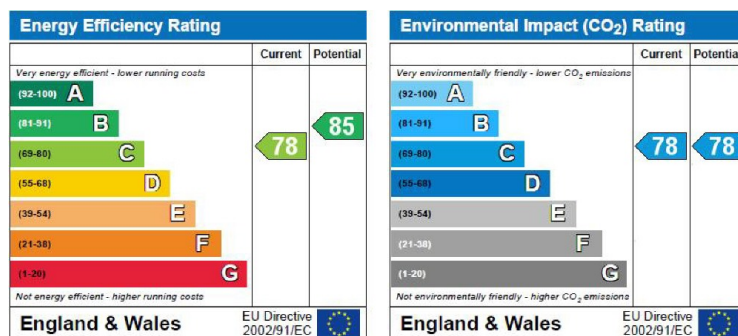 Energy Efficiency Rating
Current Potential
Very energy efficient - lower running costs
(92-100) A
(81-91) B
(69-80) C
(55-68) D
(39-54) E
(21-38) F
(1-20) G
78
85
Not energy efficient - higher running costs
England & Wales
EU Directive
2002/91/EC
Environmental Impact (CO₂) Rating
Current Potential
Very environmentally friendly - lower CO₂ emissions
(92-100) A
(81-91) B
(69-80) C
(55-68) D
(39-54) E
(21-38) F
(1-20) G
78
78
Not environmentally friendly - higher CO₂ emissions
England & Wales
EU Directive
2002/91/EC